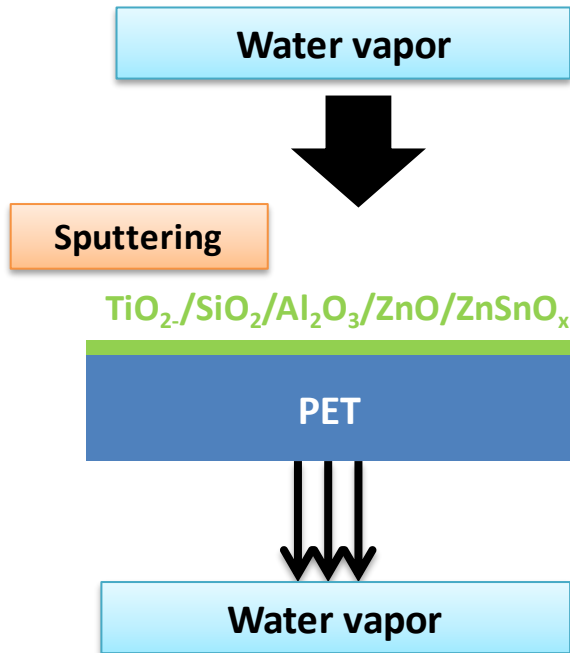 Water vapor
Sputtering
TiO₂₋/SiO₂/Al₂O₃/ZnO/ZnSnOₓ
PET
Water vapor